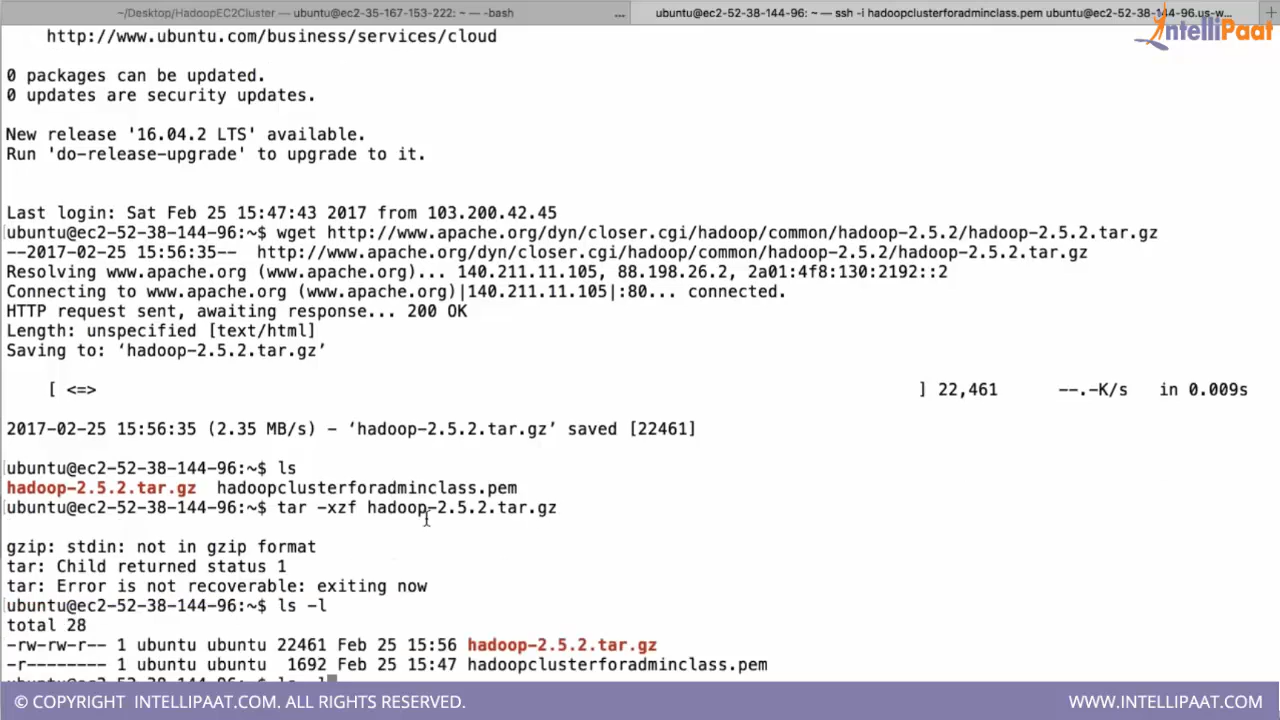 ~/Desktop/HadoopEC2Cluster — ubuntu@ec2-35-167-153-222: ~ — -bash ... ubuntu@ec2-52-38-144-96: ~ — ssh -i hadoopclusterforadminclass.pem ubuntu@ec2-52-38-144-96.us-w... +
IntelliPaat
http://www.ubuntu.com/business/services/cloud
0 packages can be updated.
0 updates are security updates.
New release '16.04.2 LTS' available.
Run 'do-release-upgrade' to upgrade to it.
Last login: Sat Feb 25 15:47:43 2017 from 103.200.42.45
ubuntu@ec2-52-38-144-96:~$ wget http://www.apache.org/dyn/closer.cgi/hadoop/common/hadoop-2.5.2/hadoop-2.5.2.tar.gz
--2017-02-25 15:56:35-- http://www.apache.org/dyn/closer.cgi/hadoop/common/hadoop-2.5.2/hadoop-2.5.2.tar.gz
Resolving www.apache.org (www.apache.org)... 140.211.11.105, 88.198.26.2, 2a01:4f8:130:2192::2
Connecting to www.apache.org (www.apache.org)|140.211.11.105|:80... connected.
HTTP request sent, awaiting response... 200 OK
Length: unspecified [text/html]
Saving to: ‘hadoop-2.5.2.tar.gz’
[ <=> ] 22,461 --.-K/s in 0.009s
2017-02-25 15:56:35 (2.35 MB/s) - ‘hadoop-2.5.2.tar.gz’ saved [22461]
ubuntu@ec2-52-38-144-96:~$ ls
hadoop-2.5.2.tar.gz hadoopclusterforadminclass.pem
ubuntu@ec2-52-38-144-96:~$ tar -xzf hadoop-2.5.2.tar.gz
gzip: stdin: not in gzip format
tar: Child returned status 1
tar: Error is not recoverable: exiting now
ubuntu@ec2-52-38-144-96:~$ ls -l
total 28
-rw-rw-r-- 1 ubuntu ubuntu 22461 Feb 25 15:56 hadoop-2.5.2.tar.gz
-r-------- 1 ubuntu ubuntu 1692 Feb 25 15:47 hadoopclusterforadminclass.pem
© COPYRIGHT INTELLIPAAT.COM. ALL RIGHTS RESERVED. WWW.INTELLIPAAT.COM